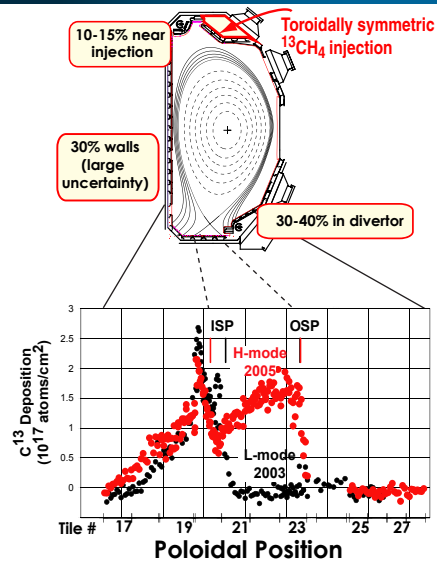 Toroidally symmetric
¹³CH₄ injection
10-15% near
injection
30% walls
(large
uncertainty)
30-40% in divertor
ISP
OSP
H-mode
2005
L-mode
2003
C¹³ Deposition
(10¹⁷ atoms/cm²)
3
2.5
2
1.5
1
0.5
0
Tile #
17
19
21
23
25
27
Poloidal Position